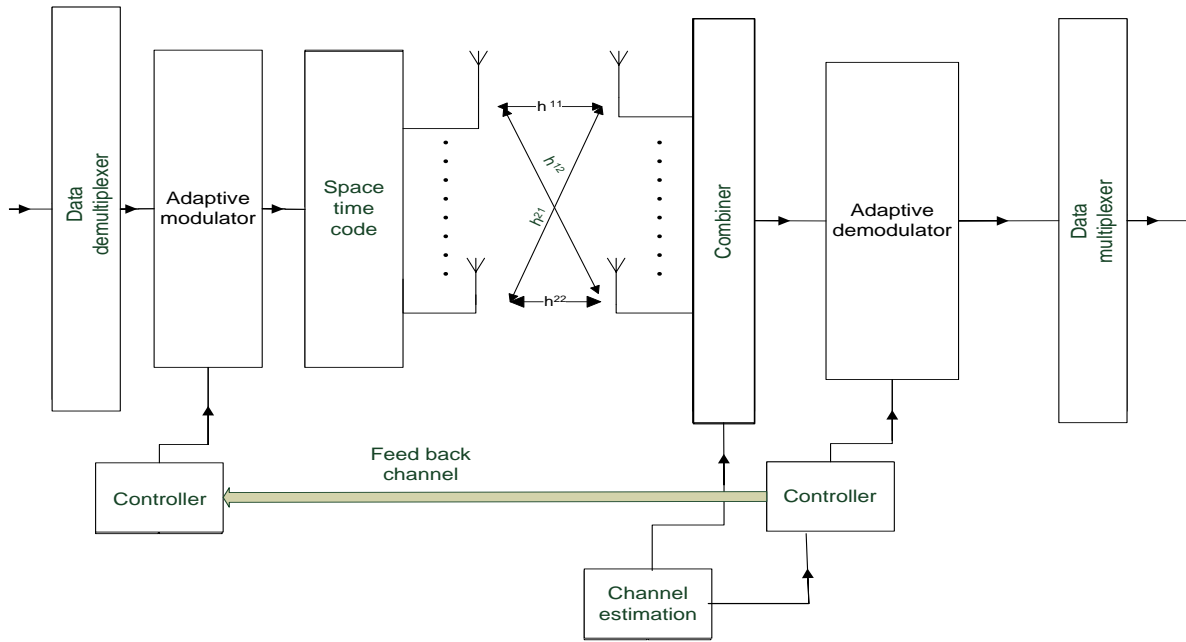 Data
demultiplexer
Adaptive
modulator
Space
time
code
h 11
h12
h21
h22
Combiner
Adaptive
demodulator
Data
multiplexer
Feed back
channel
Controller
Controller
Channel
estimation